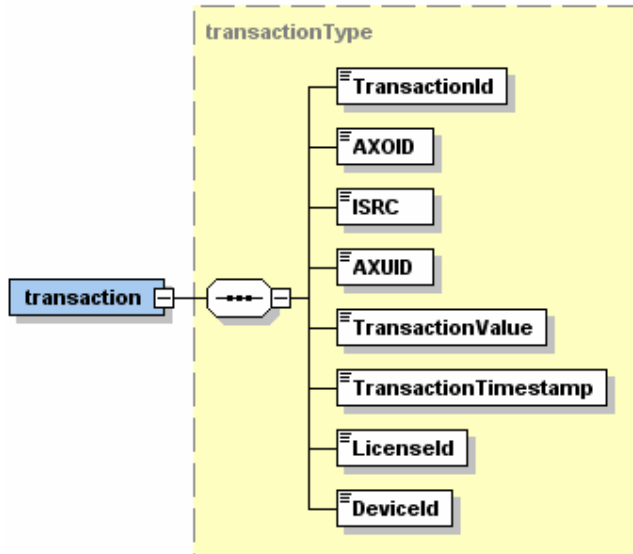 transactionType
TransactionId
AXOID
ISRC
AXUID
transaction
TransactionValue
TransactionTimestamp
LicenseId
DeviceId